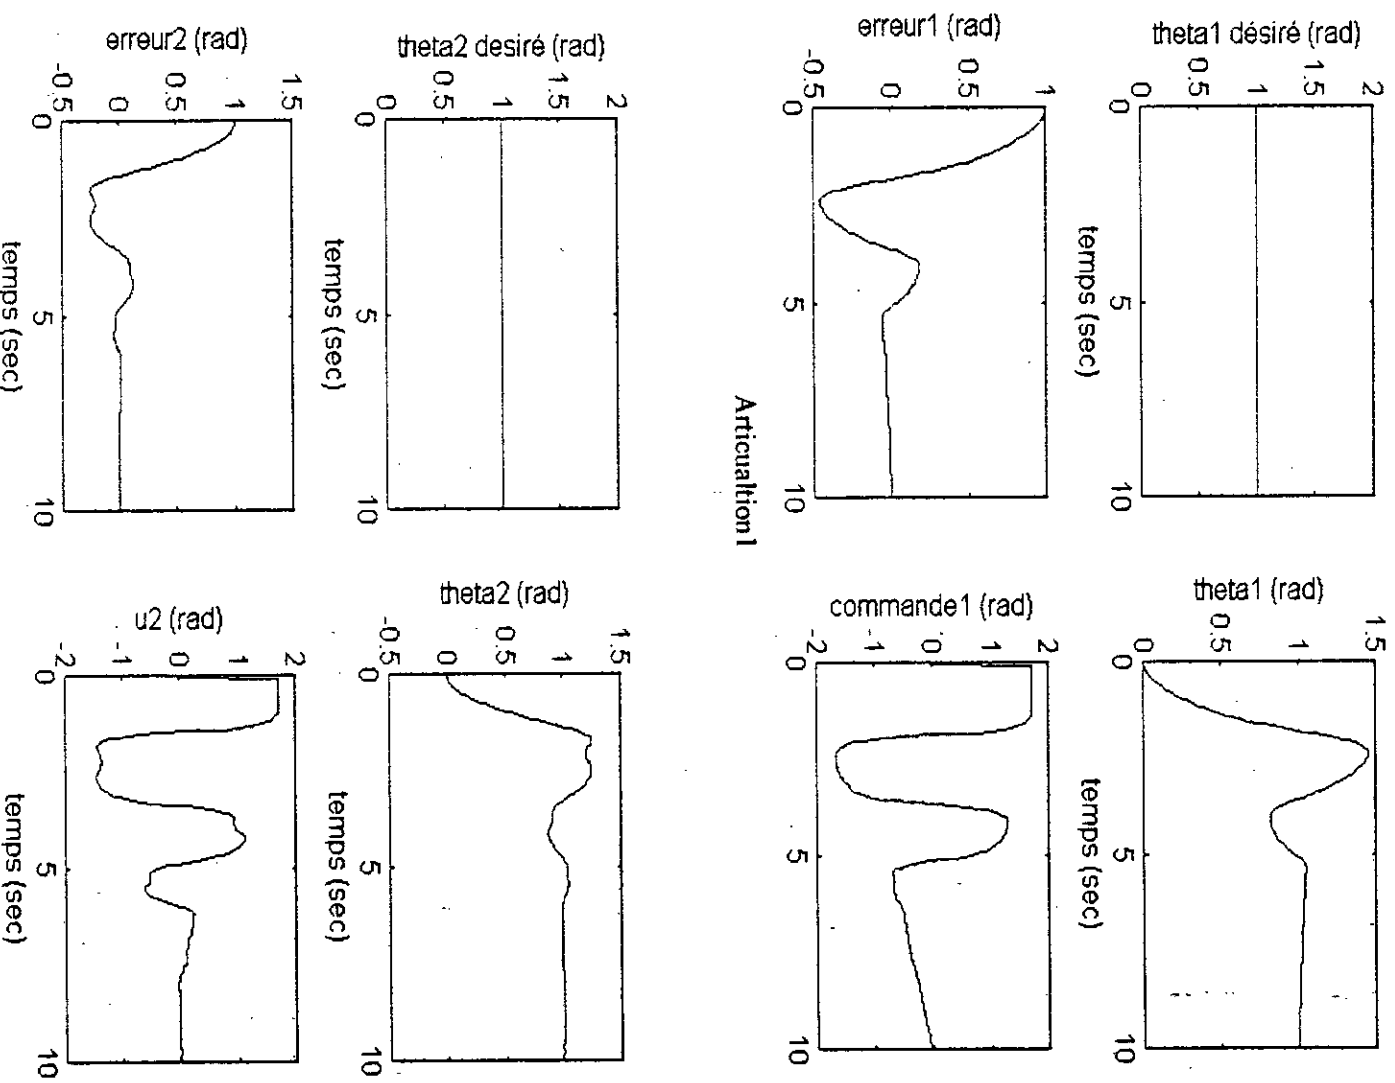 theta1 désiré (rad)
2
1.5
1
0.5
0
0 5 10
temps (sec)
theta1 (rad)
1.5
1
0.5
0
0 5 10
temps (sec)
erreur1 (rad)
1
0.5
0
-0.5
0 5 10
commande1 (rad)
2
1
0
-1
-2
0 5 10
Articualtion1
theta2 desiré (rad)
2
1.5
1
0.5
0
0 5 10
temps (sec)
theta2 (rad)
1.5
1
0.5
0
-0.5
0 5 10
temps (sec)
erreur2 (rad)
1.5
1
0.5
0
-0.5
0 5 10
temps (sec)
u2 (rad)
2
1
0
-1
-2
0 5 10
temps (sec)